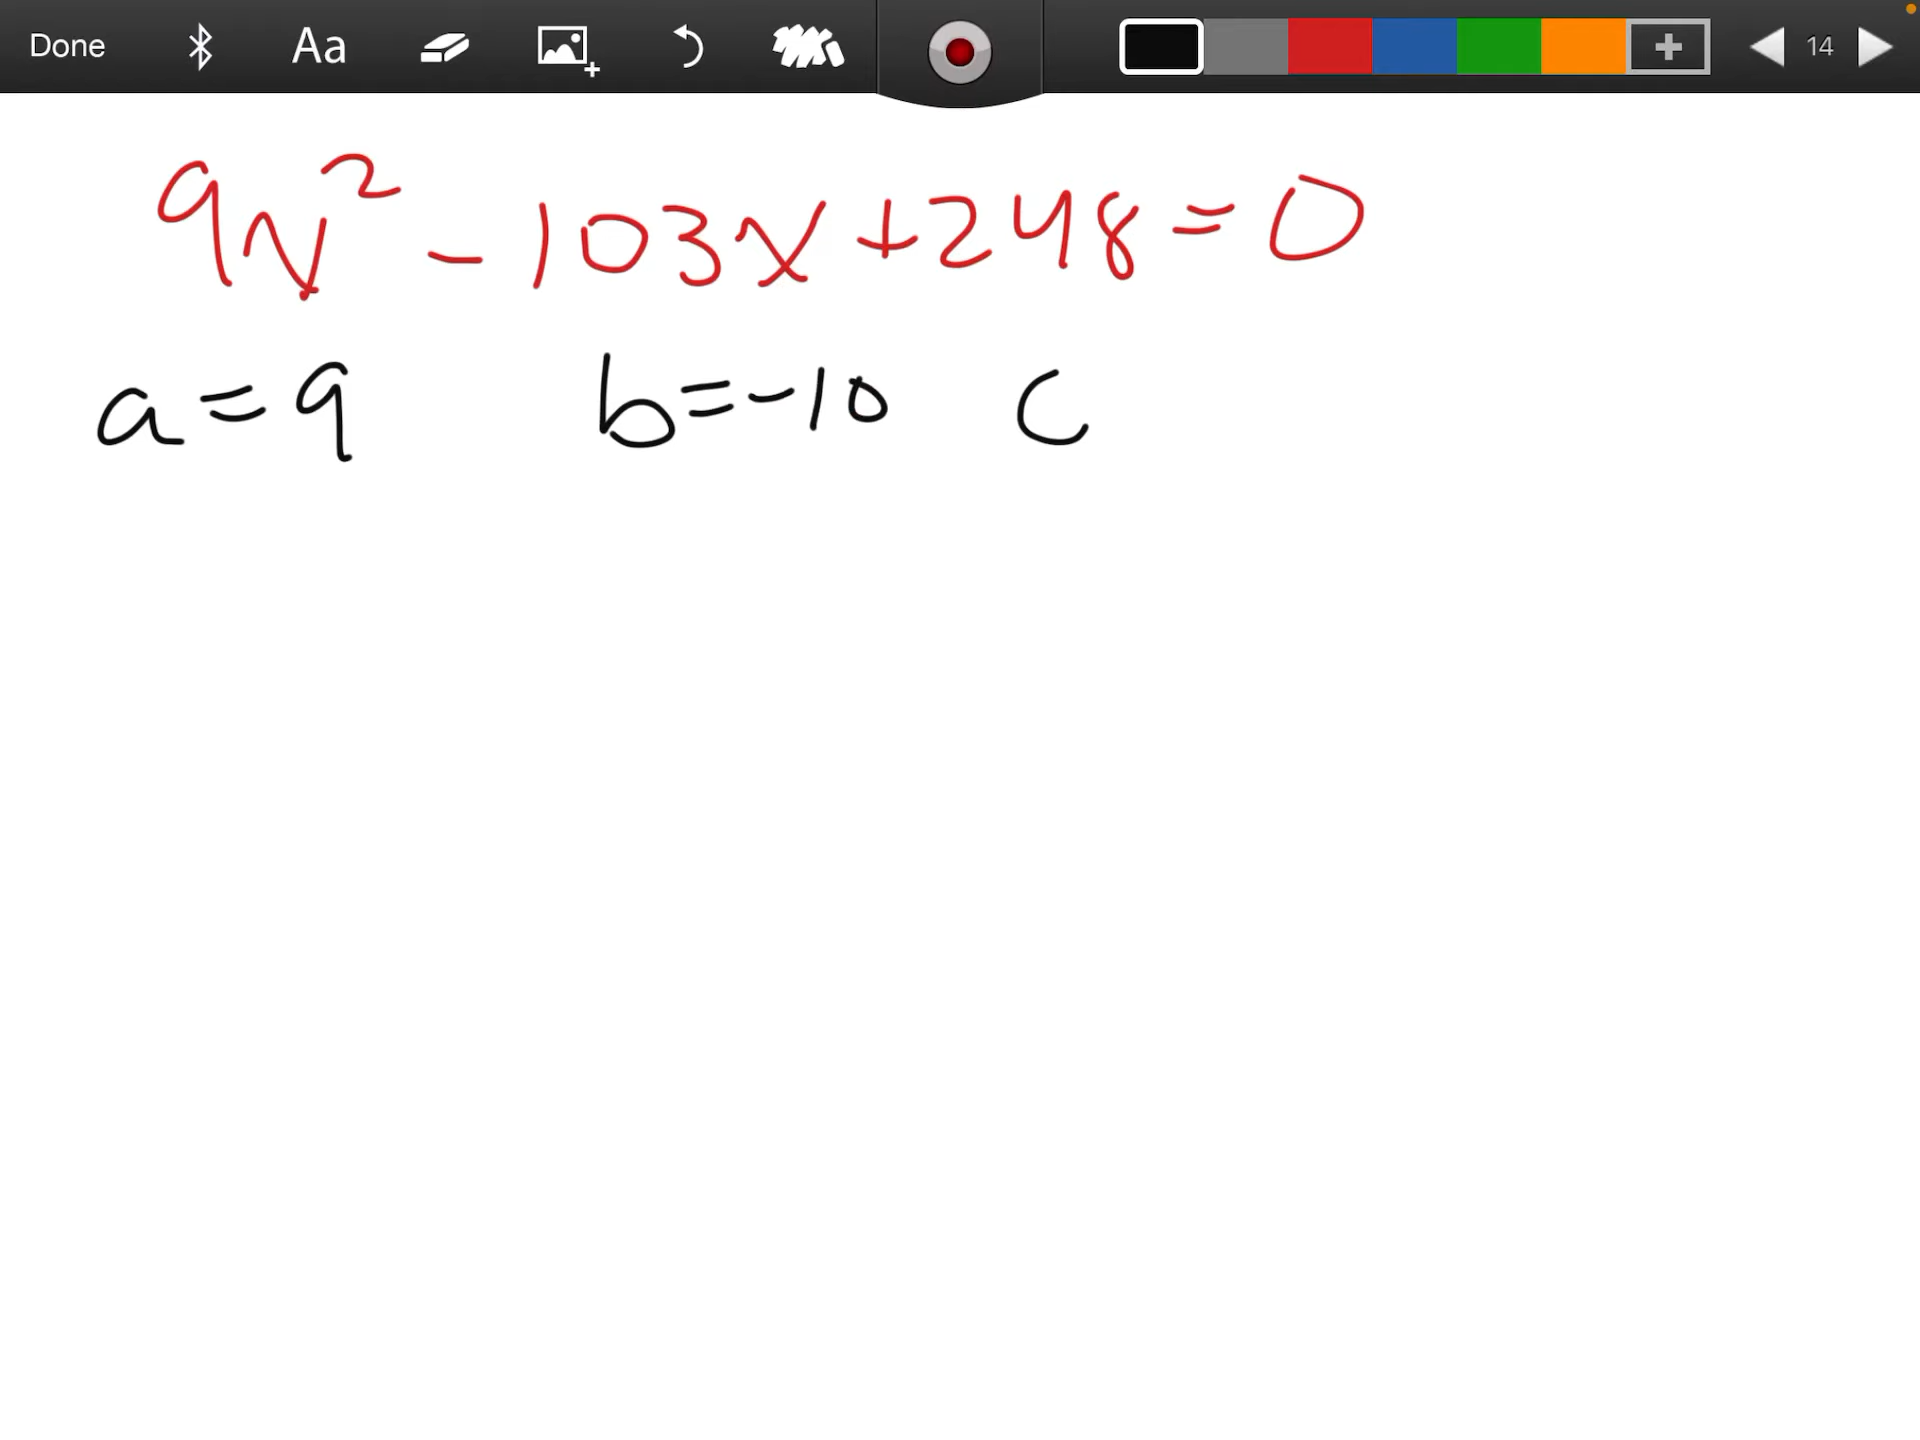 Done Aa 14
9x² - 103x + 248 = 0
a = 9 b = -10 c